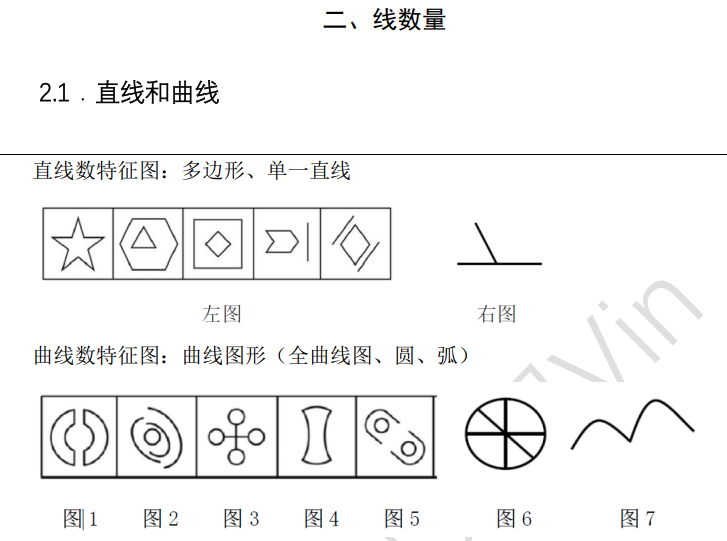 二、线数量
2.1．直线和曲线
直线数特征图：多边形、单一直线
左图 右图
曲线数特征图：曲线图形（全曲线图、圆、弧）
图1 图2 图3 图4 图5 图6 图7